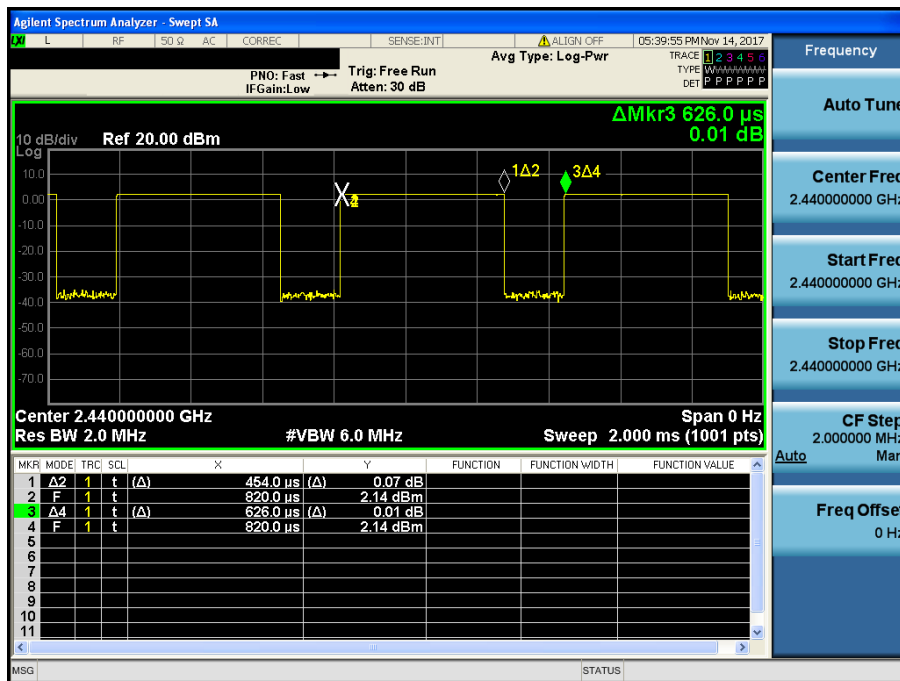 Agilent Spectrum Analyzer - Swept SA
LXI L RF 50 Ω AC CORREC SENSE:INT ALIGN OFF 05:39:55 PM Nov 14, 2017
Avg Type: Log-Pwr TRACE 1 2 3 4 5 6
PNO: Fast Trig: Free Run TYPE WWWWWW
IFGain:Low Atten: 30 dB DET P P P P P P
ΔMkr3 626.0 µs
0.01 dB
10 dB/div Ref 20.00 dBm
Log
10.0
0.00
-10.0
-20.0
-30.0
-40.0
-50.0
-60.0
-70.0
1Δ2
3Δ4
Center 2.440000000 GHz Span 0 Hz
Res BW 2.0 MHz #VBW 6.0 MHz Sweep 2.000 ms (1001 pts)
MKR MODE TRC SCL X Y FUNCTION FUNCTION WIDTH FUNCTION VALUE
1 Δ2 1 t (Δ) 454.0 µs (Δ) 0.07 dB
2 F 1 t 820.0 µs 2.14 dBm
3 Δ4 1 t (Δ) 626.0 µs (Δ) 0.01 dB
4 F 1 t 820.0 µs 2.14 dBm
5
6
7
8
9
10
11
MSG STATUS
Frequency
Auto Tune
Center Freq
2.440000000 GHz
Start Freq
2.440000000 GHz
Stop Freq
2.440000000 GHz
CF Step
2.000000 MHz
Auto Man
Freq Offset
0 Hz